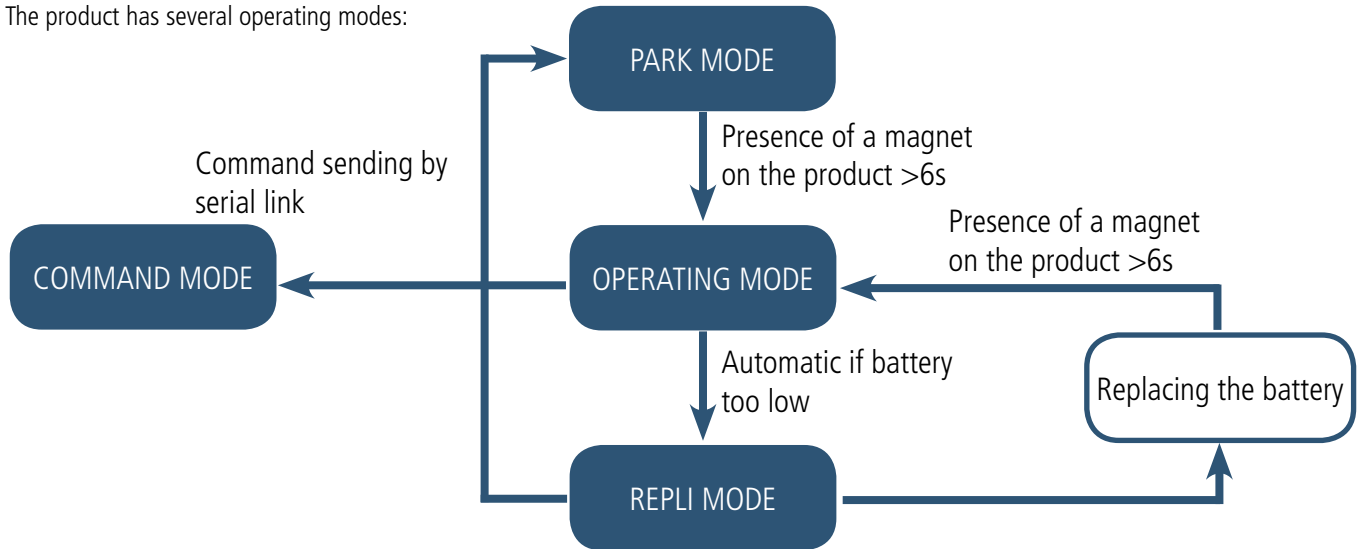 The product has several operating modes:
PARK MODE
Presence of a magnet
on the product >6s
Command sending by
serial link
Presence of a magnet
on the product >6s
COMMAND MODE
OPERATING MODE
Automatic if battery
too low
Replacing the battery
REPLI MODE